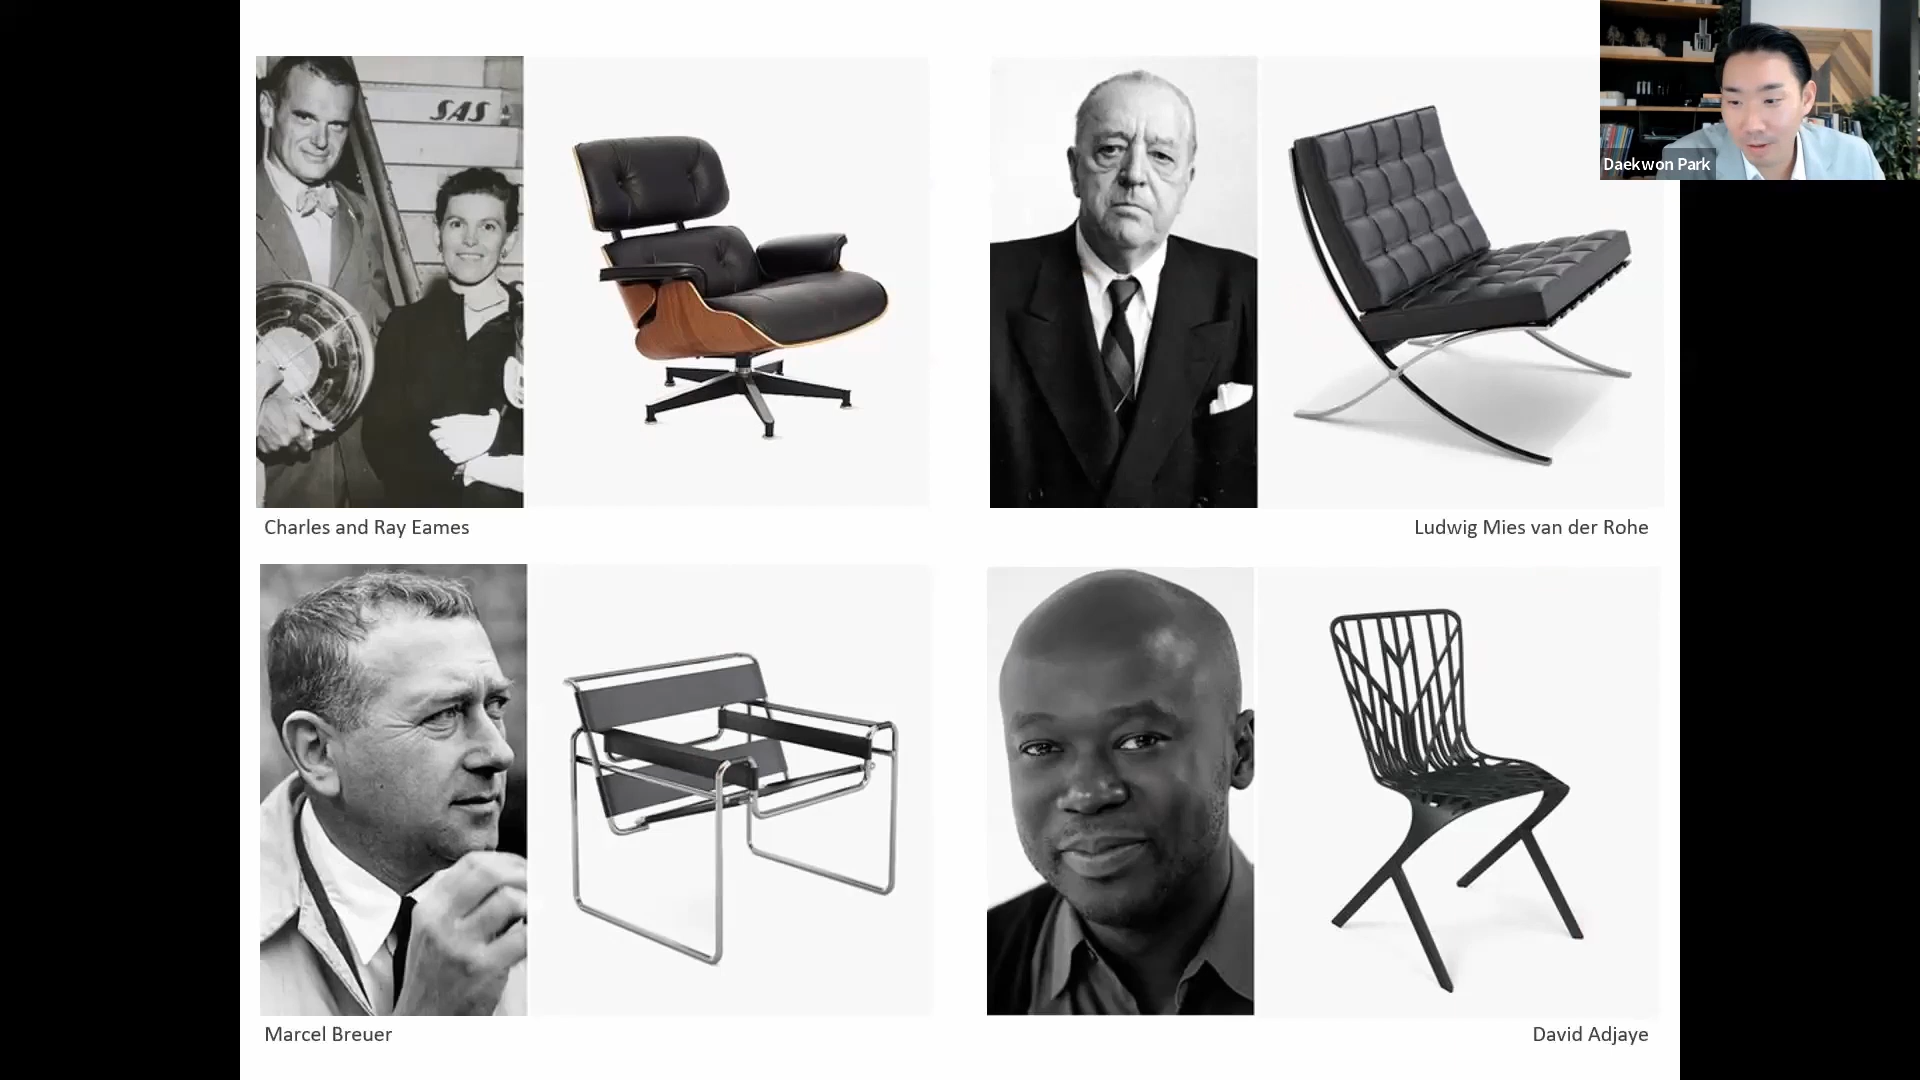 SAS
Daekwon Park
Charles and Ray Eames
Ludwig Mies van der Rohe
Marcel Breuer
David Adjaye